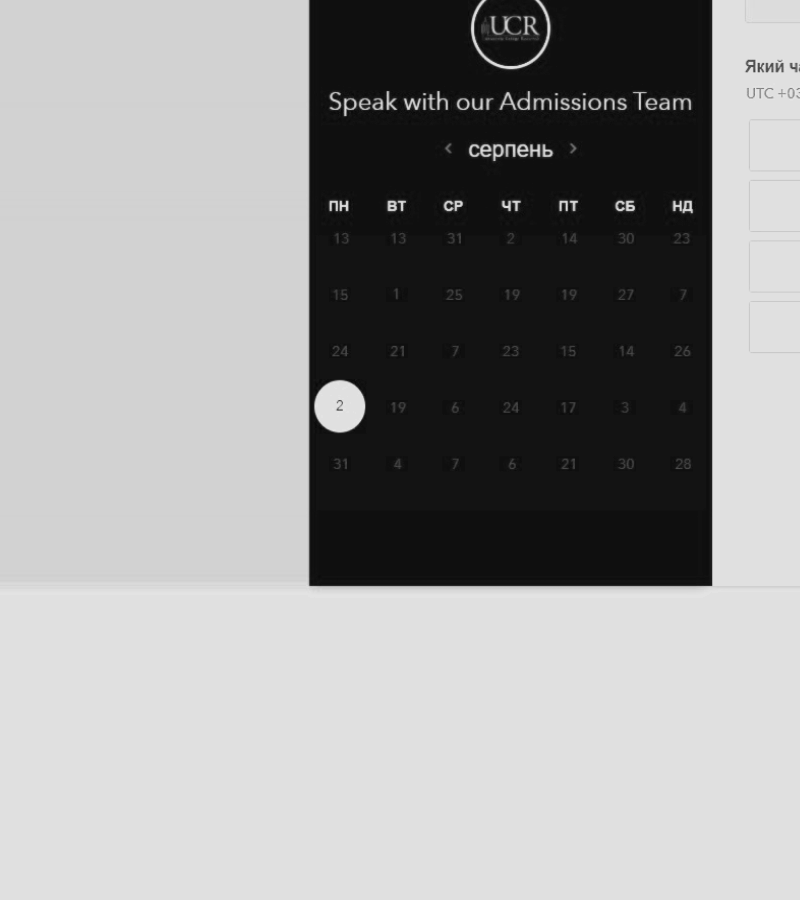 UCR
Speak with our Admissions Team
‹ серпень ›
ПН ВТ СР ЧТ ПТ СБ НД
13 13 31 2 14 30 23
15 1 25 19 19 27 7
24 21 7 23 15 14 26
2 19 6 24 17 3 4
31 4 7 6 21 30 28
Який
UTC +03